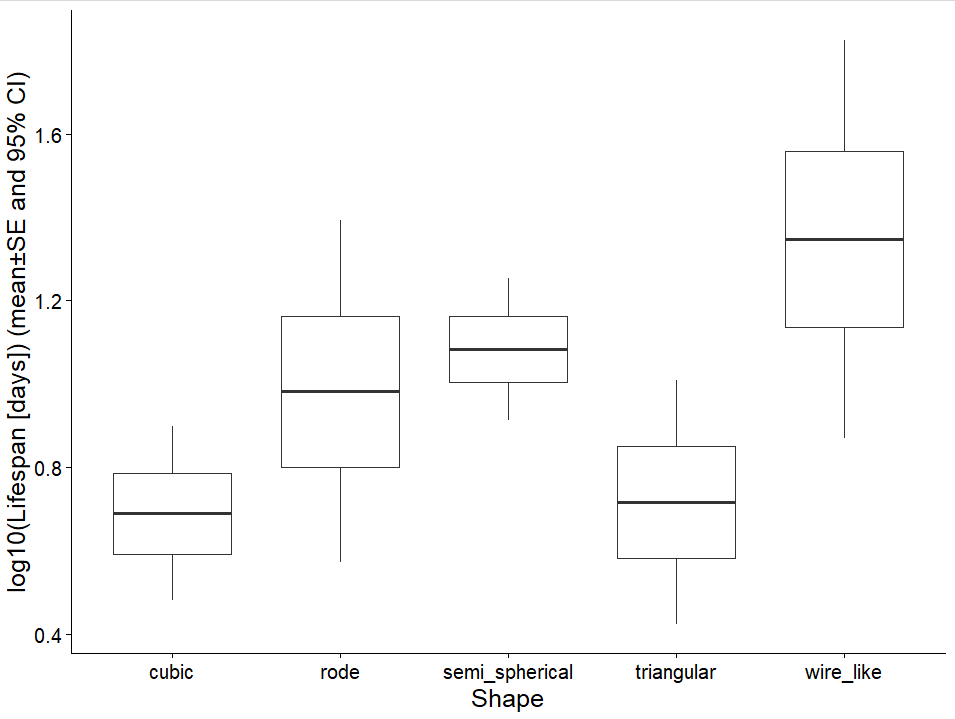 log10(Lifespan [days]) (mean±SE and 95% CI)
1.6
1.2
0.8
0.4
cubic rode semi_spherical triangular wire_like
Shape